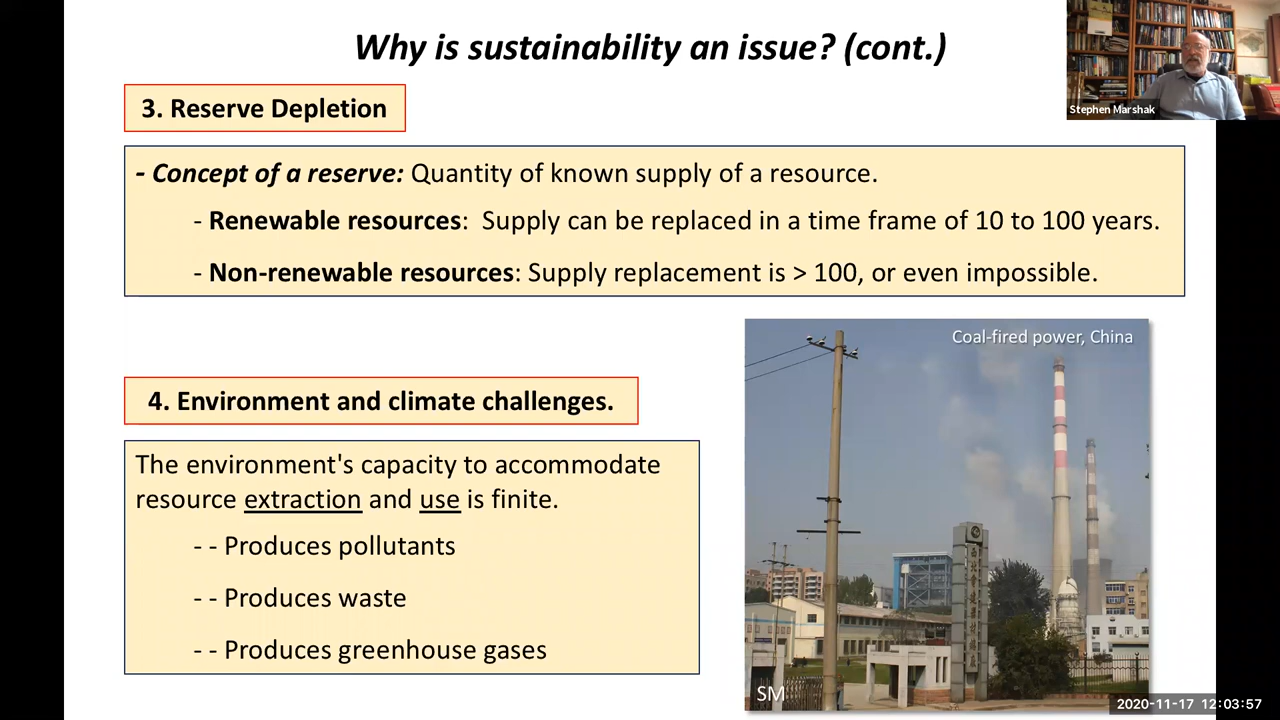 Why is sustainability an issue? (cont.)
Stephen Marshak
3. Reserve Depletion
- Concept of a reserve: Quantity of known supply of a resource.
- Renewable resources:  Supply can be replaced in a time frame of 10 to 100 years.
- Non-renewable resources: Supply replacement is > 100, or even impossible.
Coal-fired power, China
4. Environment and climate challenges.
The environment's capacity to accommodate
resource extraction and use is finite.
- - Produces pollutants
- - Produces waste
- - Produces greenhouse gases
SM
2020-11-17 12:03:57